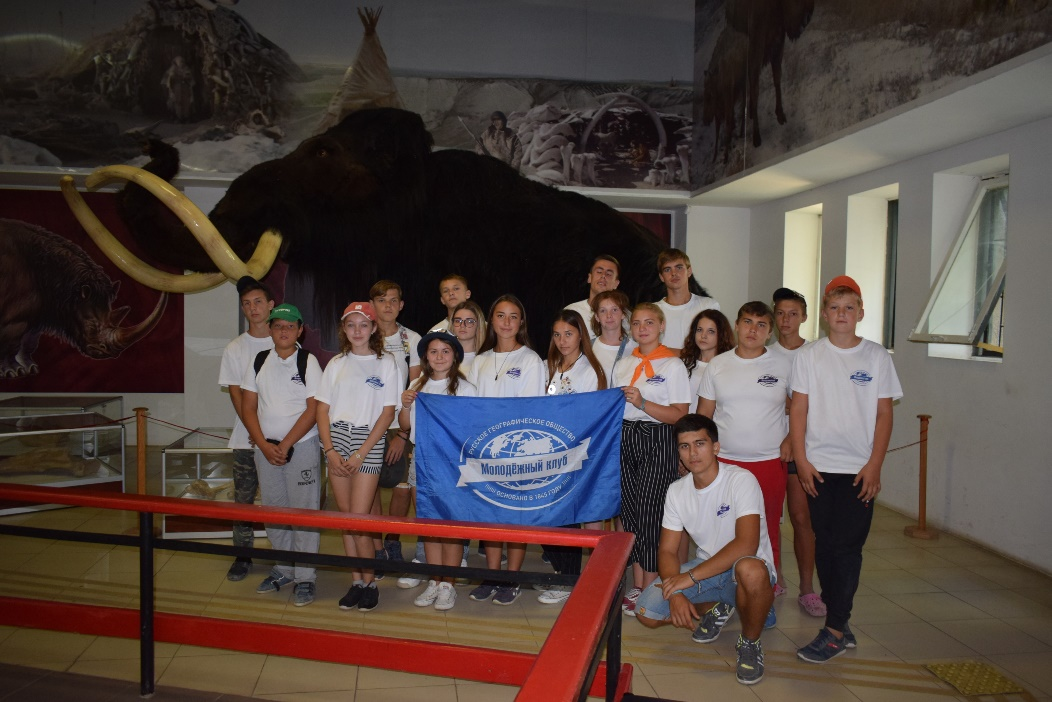 РУССКОЕ ГЕОГРАФИЧЕСКОЕ ОБЩЕСТВО
Молодёжный клуб
ОСНОВАНО В 1845 ГОДУ